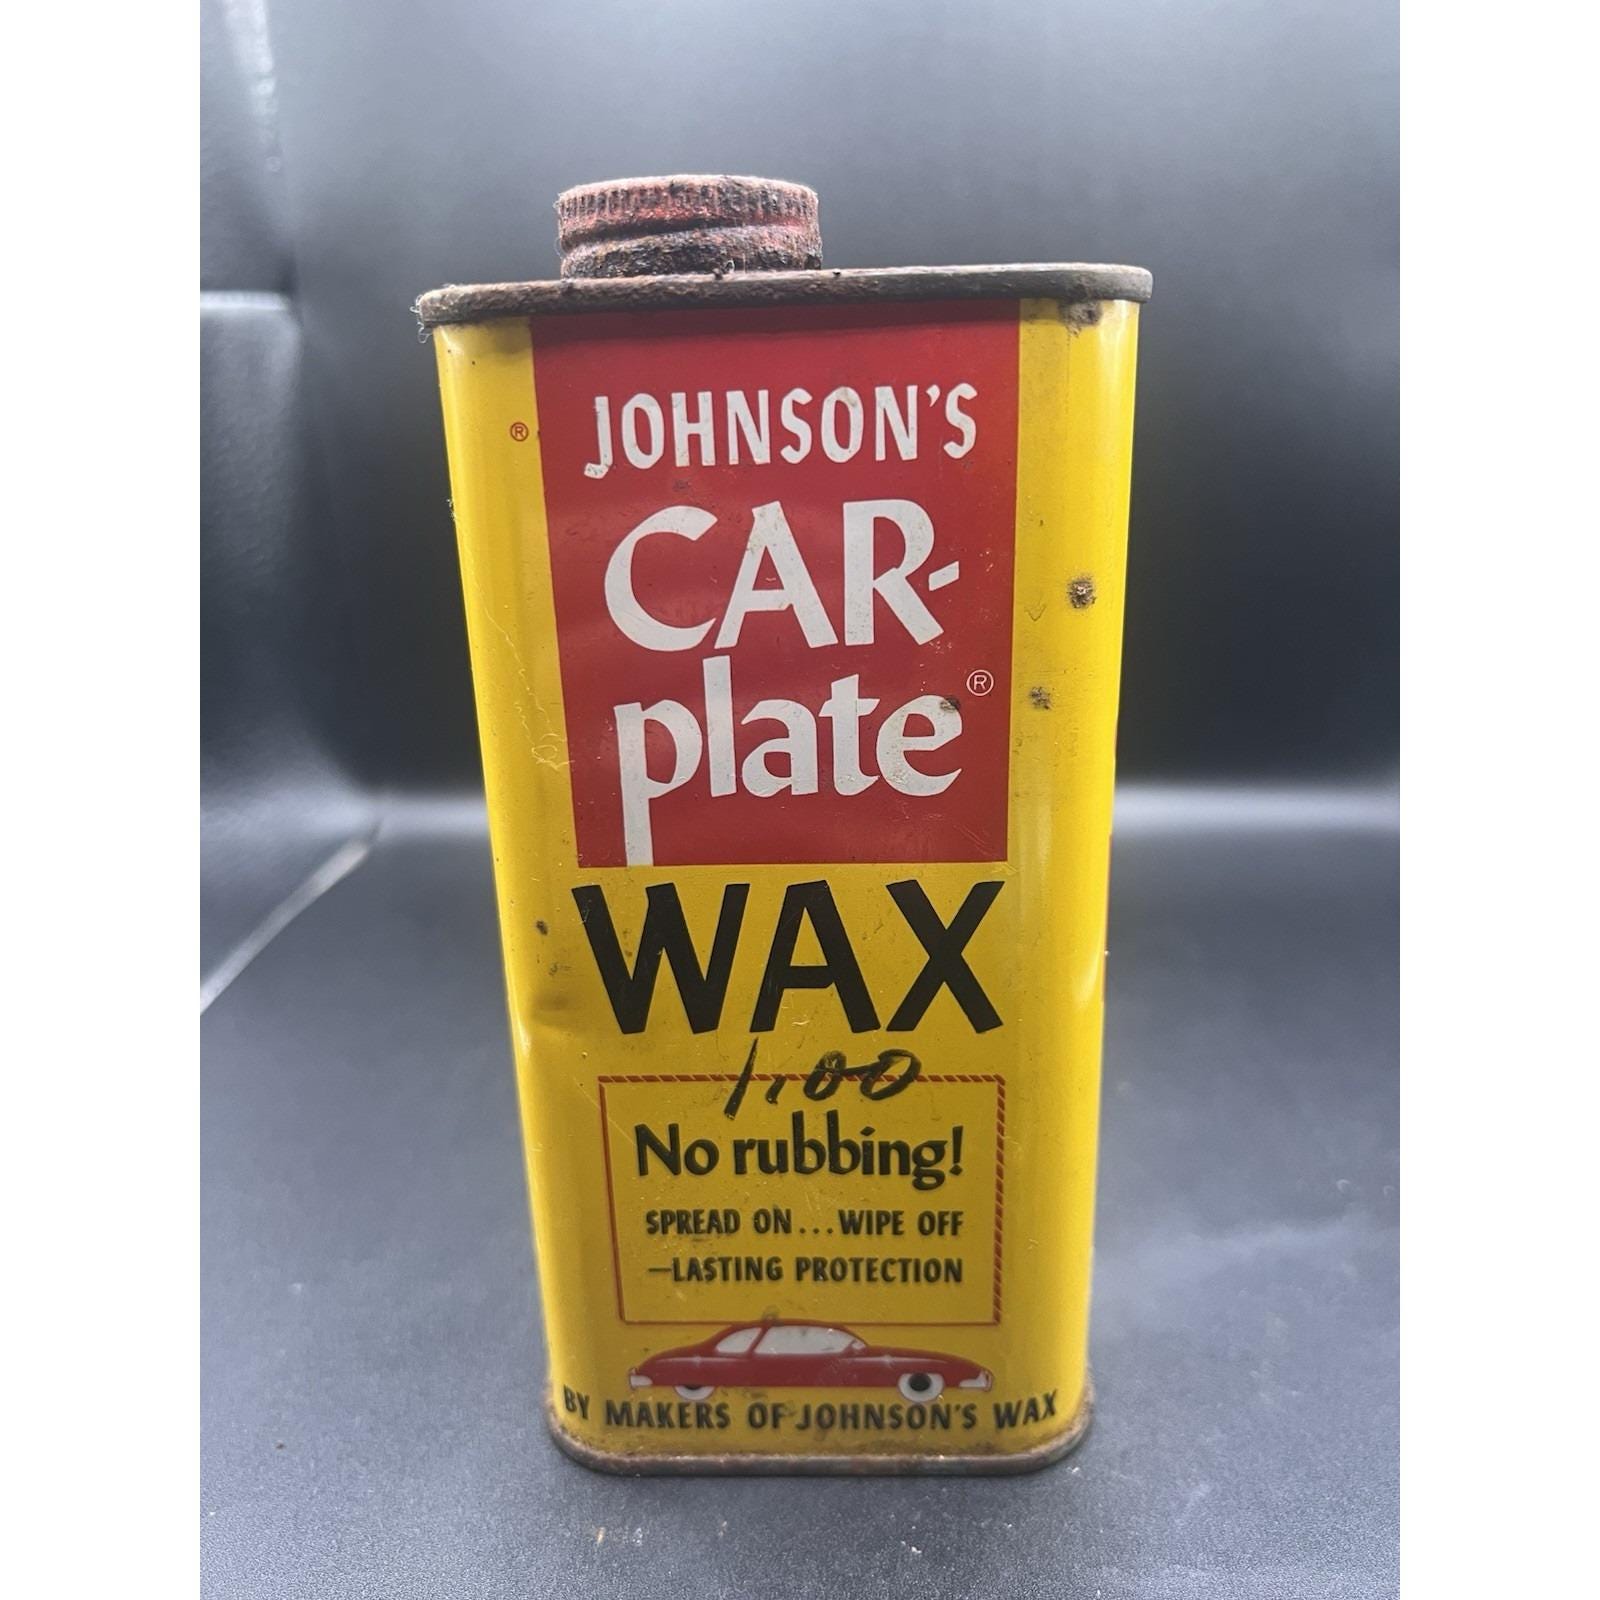 ®
JOHNSON'S
CAR-
plate®
WAX
1.00
No rubbing!
SPREAD ON...WIPE OFF
—LASTING PROTECTION
BY MAKERS OF JOHNSON'S WAX